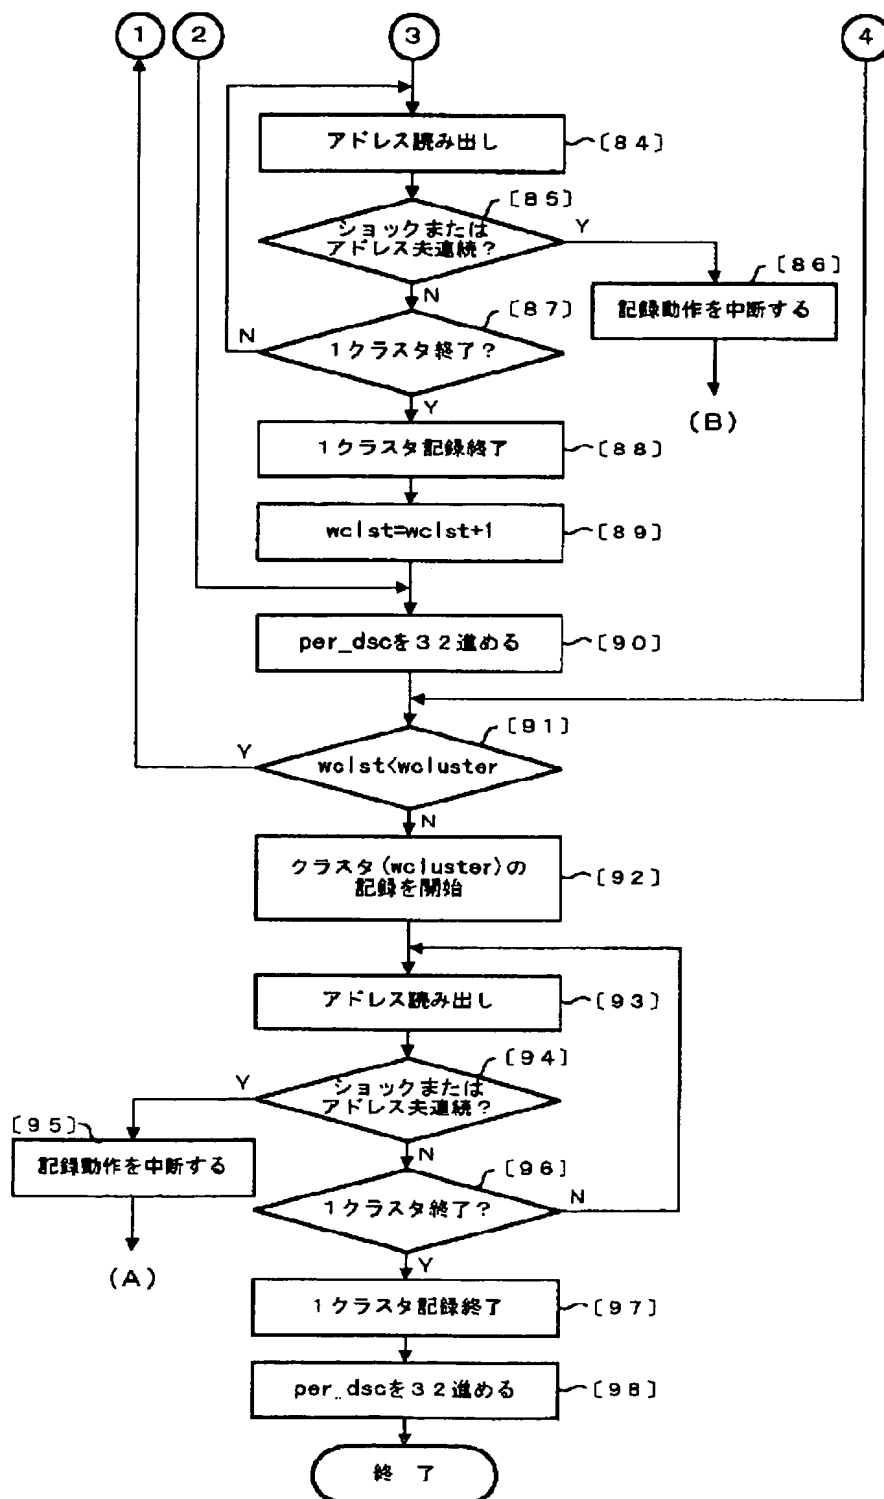 1 2 3 4
アドレス読み出し 〔84〕
〔85〕
ショックまたは
アドレス夫連続?
Y
〔86〕
記録動作を中断する
(B)
N
〔87〕
N
1クラスタ終了?
Y
1クラスタ記録終了 〔88〕
wclst=wclst+1 〔89〕
per_dscを32進める 〔90〕
〔91〕
Y
wclst<wcluster
N
クラスタ(wcluster)の
記録を開始
〔92〕
アドレス読み出し 〔93〕
〔94〕
Y
ショックまたは
アドレス夫連続?
〔95〕
記録動作を中断する
(A)
N
〔96〕
N
1クラスタ終了?
Y
1クラスタ記録終了 〔97〕
per_dscを32進める 〔98〕
終 了